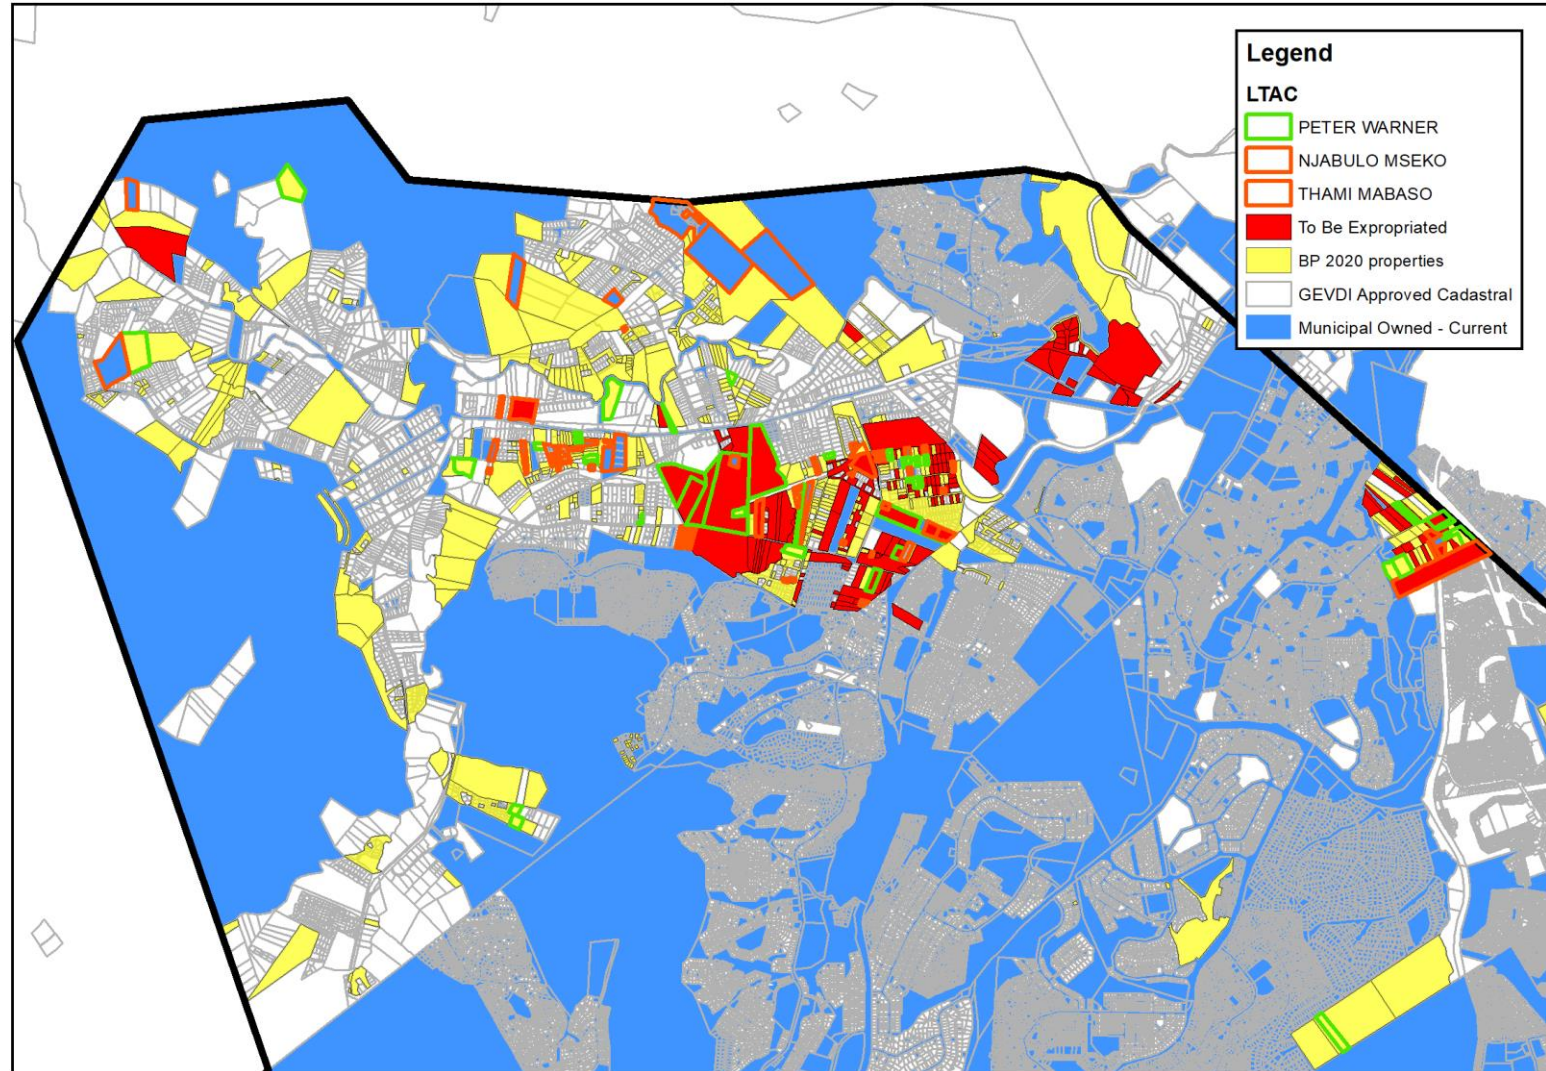 Legend
LTAC
PETER WARNER
NJABULO MSEKO
THAMI MABASO
To Be Expropriated
BP 2020 properties
GEVDI Approved Cadastral
Municipal Owned - Current